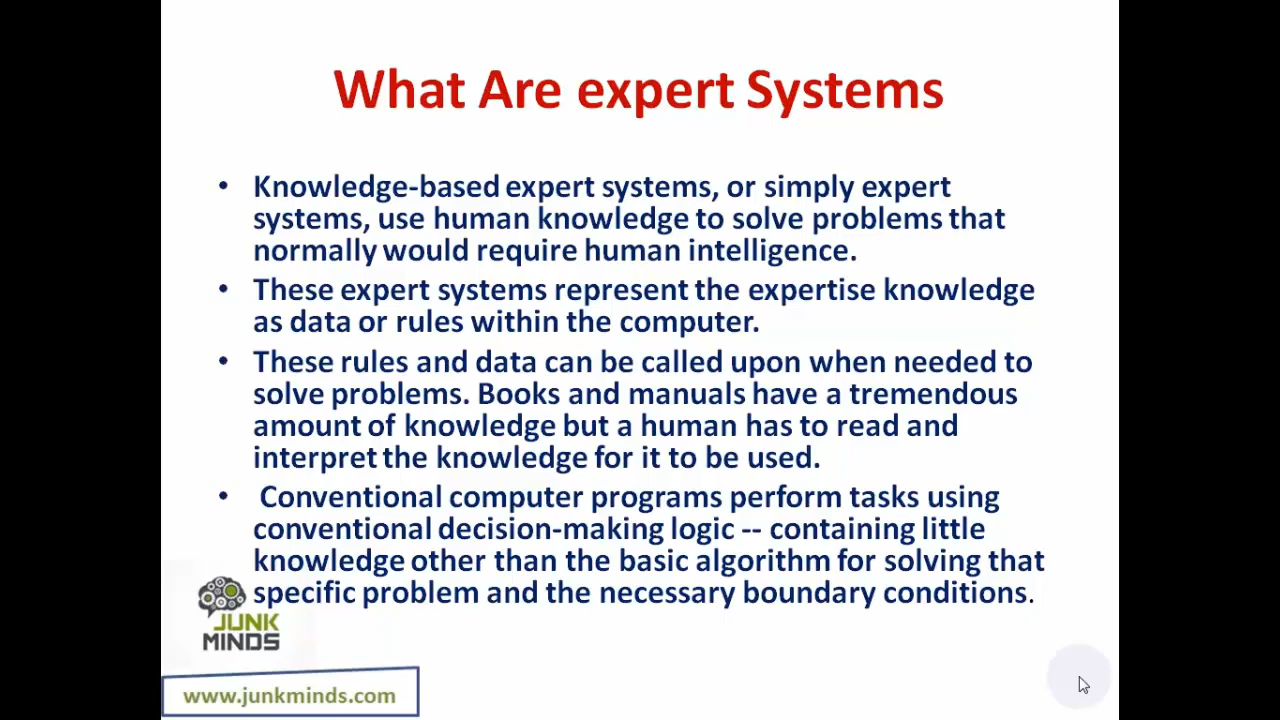 What Are expert Systems
• Knowledge-based expert systems, or simply expert
systems, use human knowledge to solve problems that
normally would require human intelligence.
• These expert systems represent the expertise knowledge
as data or rules within the computer.
• These rules and data can be called upon when needed to
solve problems. Books and manuals have a tremendous
amount of knowledge but a human has to read and
interpret the knowledge for it to be used.
• Conventional computer programs perform tasks using
conventional decision-making logic -- containing little
knowledge other than the basic algorithm for solving that
specific problem and the necessary boundary conditions.
JUNK
MINDS
www.junkminds.com